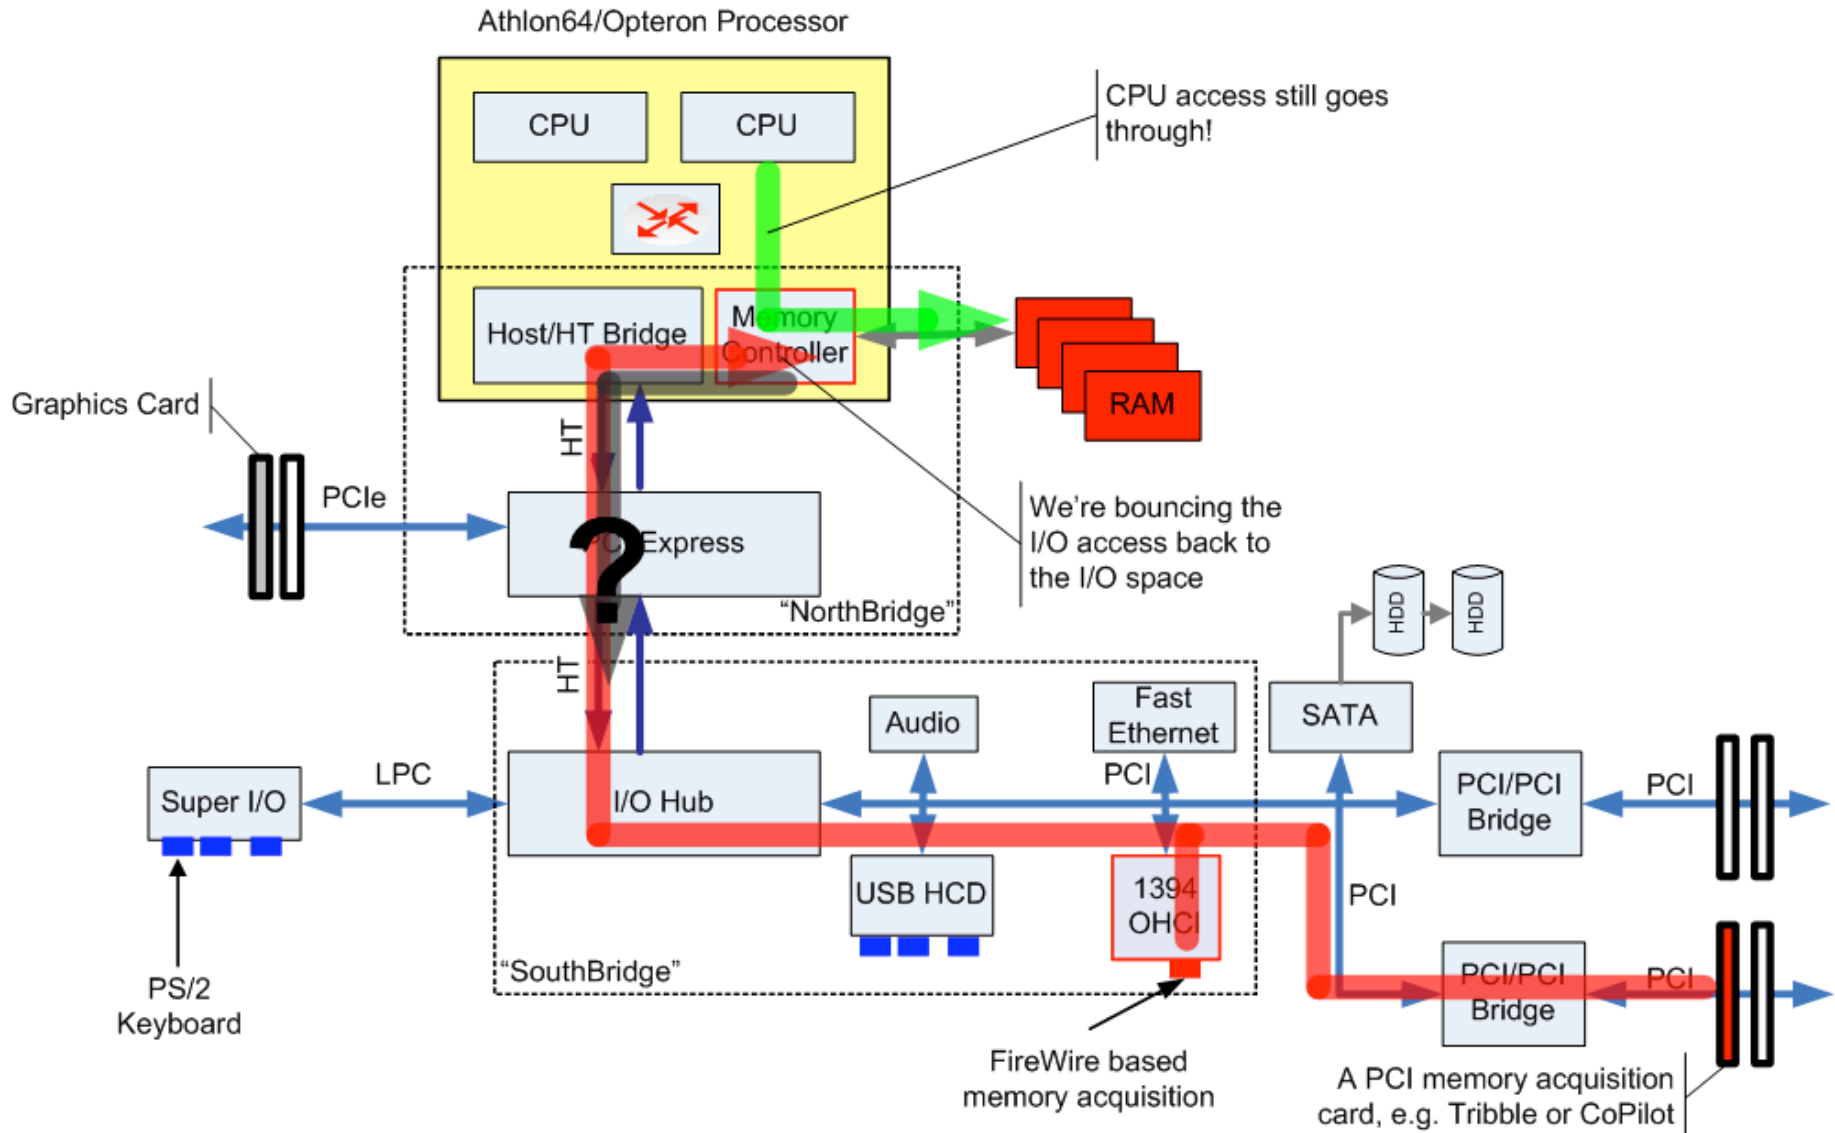 Athlon64/Opteron Processor
CPU
CPU
CPU access still goes
through!
Host/HT Bridge
Memory
Controller
RAM
Graphics Card
HT
PCIe
We're bouncing the
I/O access back to
the I/O space
?
Express
"NorthBridge"
HDD
HDD
HT
Audio
Fast
Ethernet
SATA
LPC
PCI
Super I/O
I/O Hub
PCI/PCI
Bridge
PCI
USB HCD
1394
OHCI
PCI
"SouthBridge"
PCI/PCI
Bridge
PCI
PS/2
Keyboard
FireWire based
memory acquisition
A PCI memory acquisition
card, e.g. Tribble or CoPilot